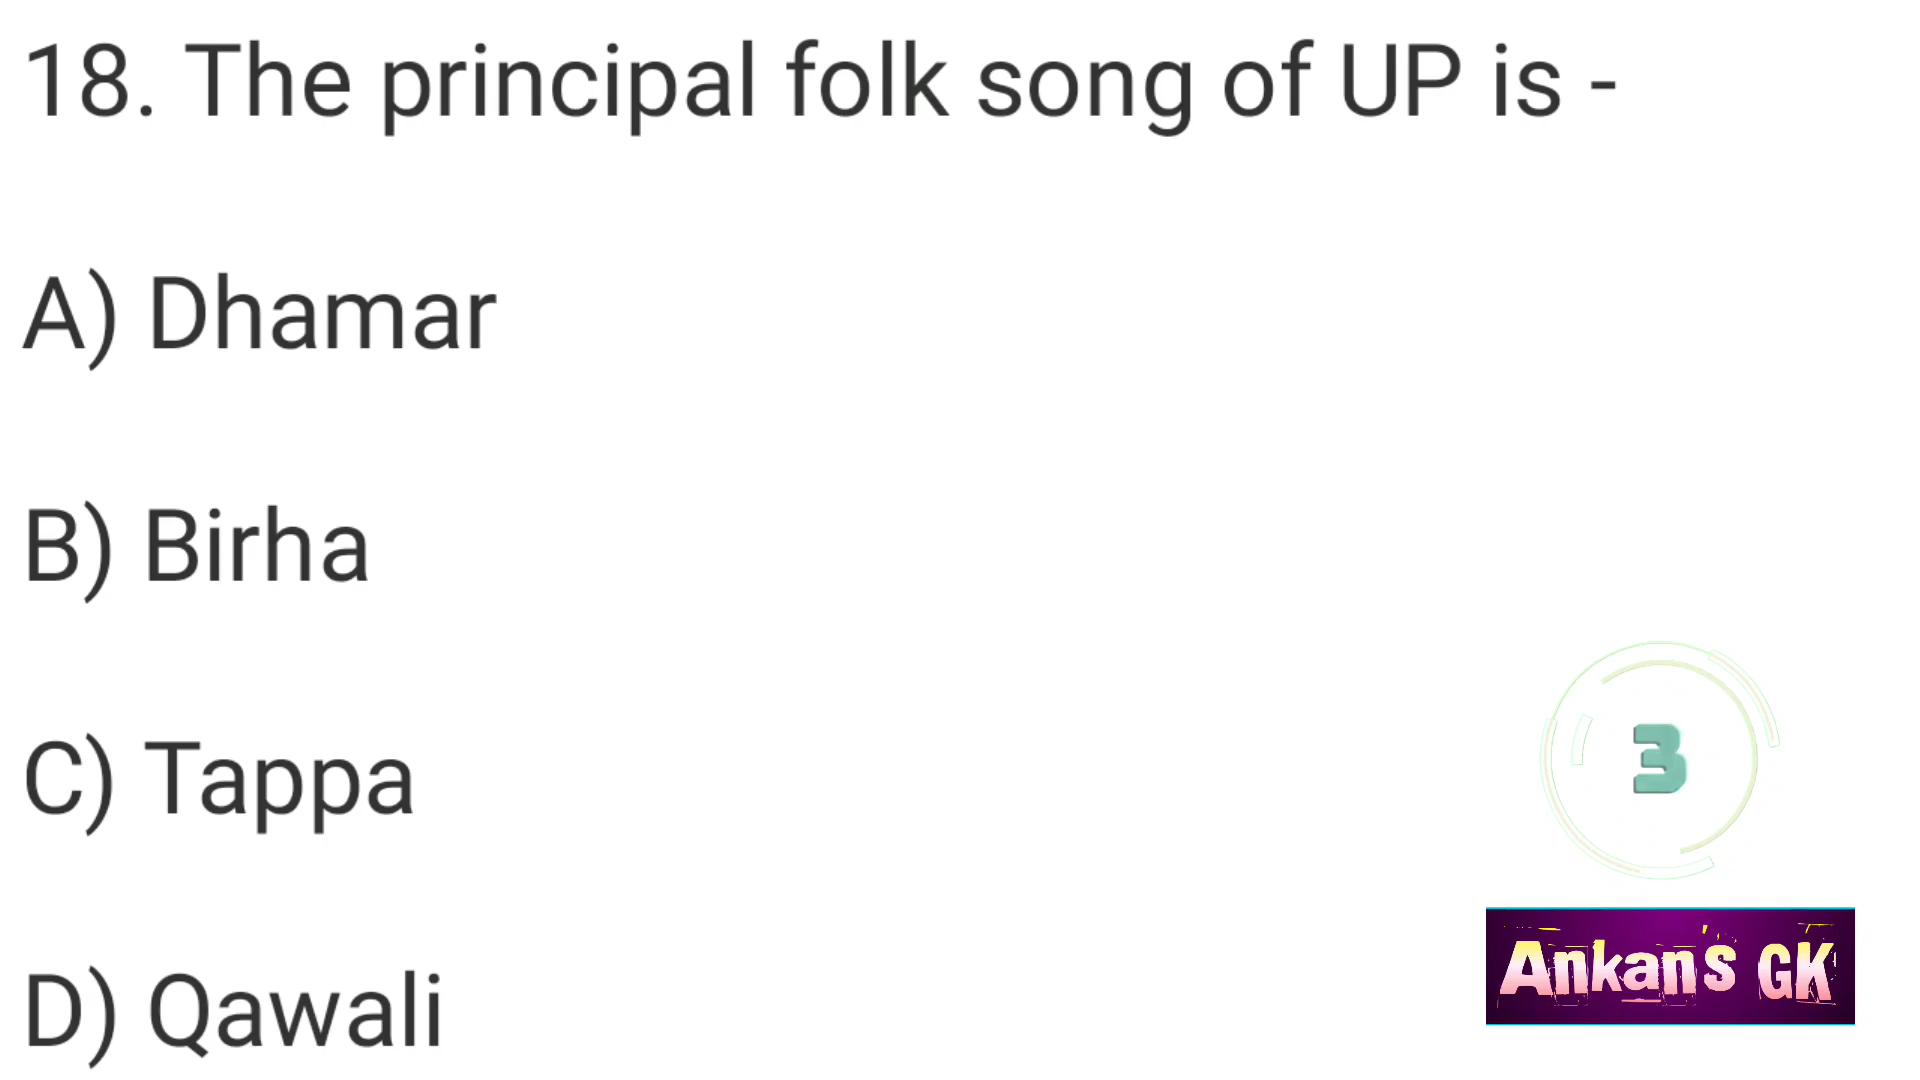 18. The principal folk song of UP is -
A) Dhamar
B) Birha
C) Tappa
3
D) Qawali
Ankan's GK